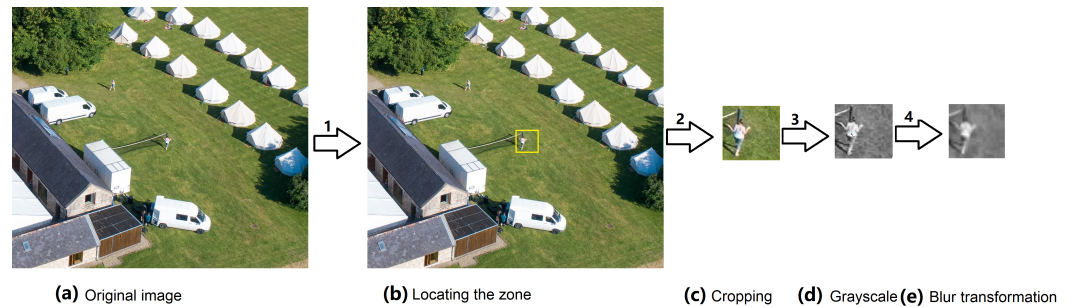 1
2
3
4
(a) Original image
(b) Locating the zone
(c) Cropping
(d) Grayscale
(e) Blur transformation